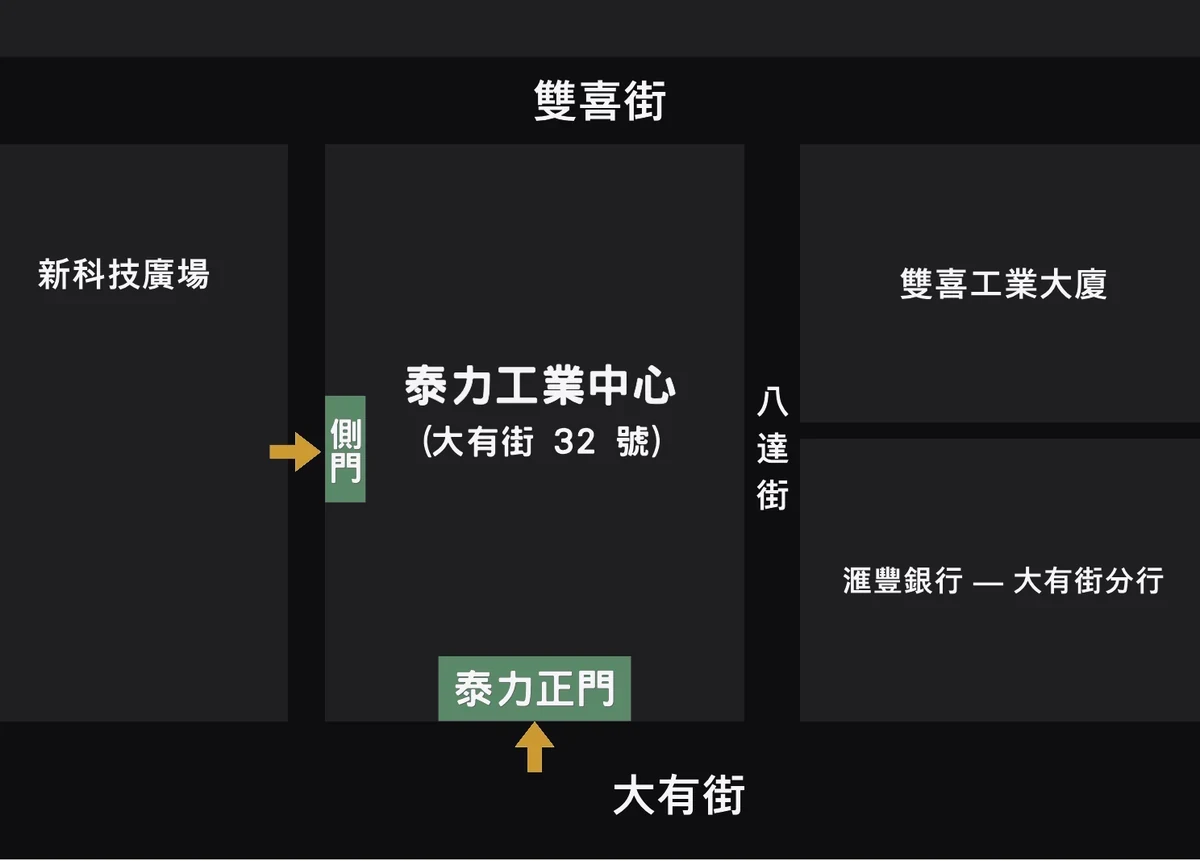 雙喜街
新科技廣場
雙喜工業大廈
泰力工業中心
(大有街 32 號)
八達街
側門
滙豐銀行 — 大有街分行
泰力正門
大有街